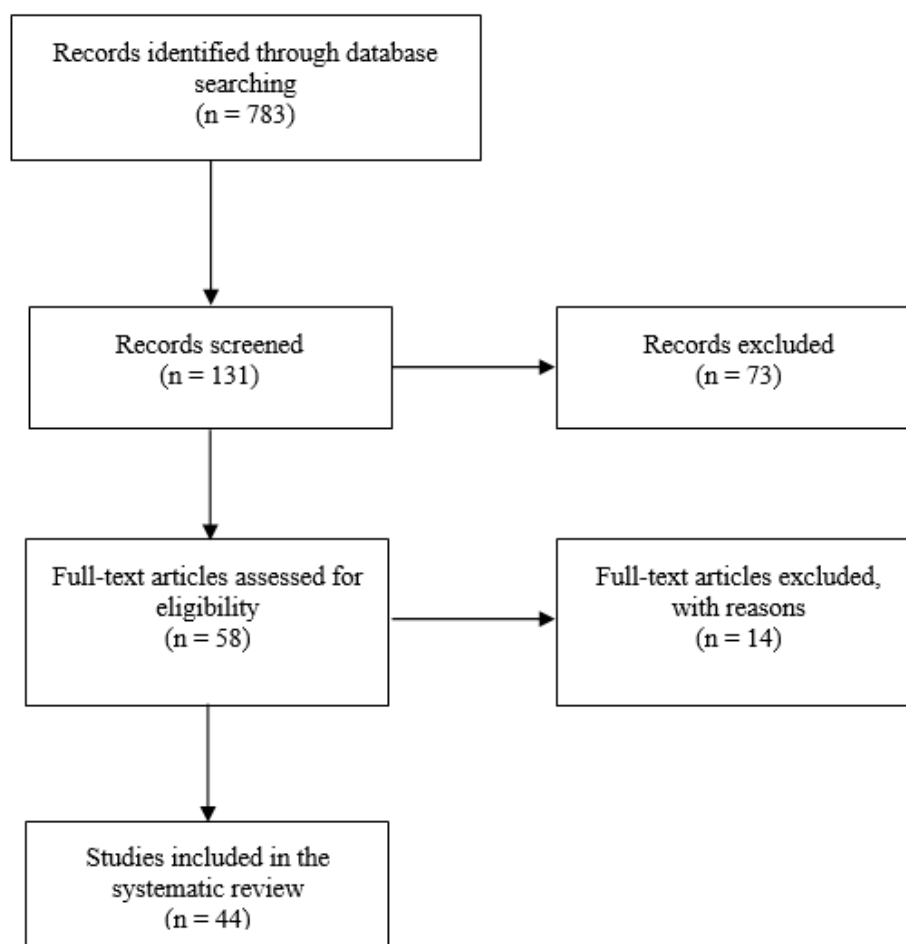 Records identified through database
searching
(n = 783)
Records screened
(n = 131)
Records excluded
(n = 73)
Full-text articles assessed for
eligibility
(n = 58)
Full-text articles excluded,
with reasons
(n = 14)
Studies included in the
systematic review
(n = 44)